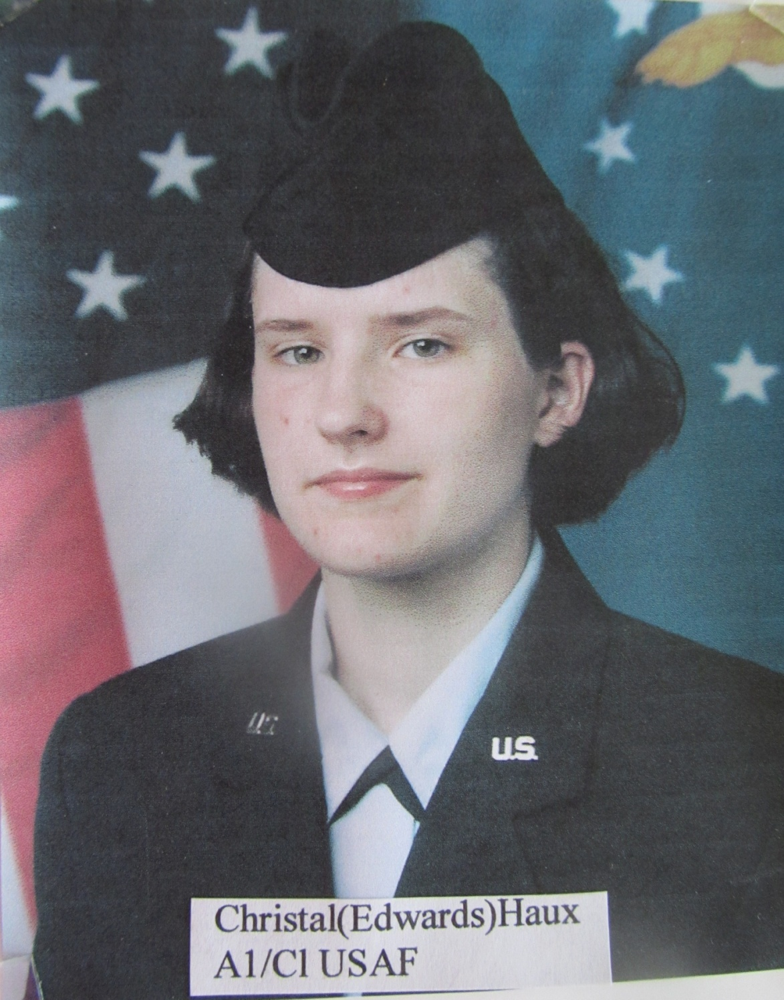 U.S.
U.S.
Christal(Edwards)Haux
A1/Cl USAF